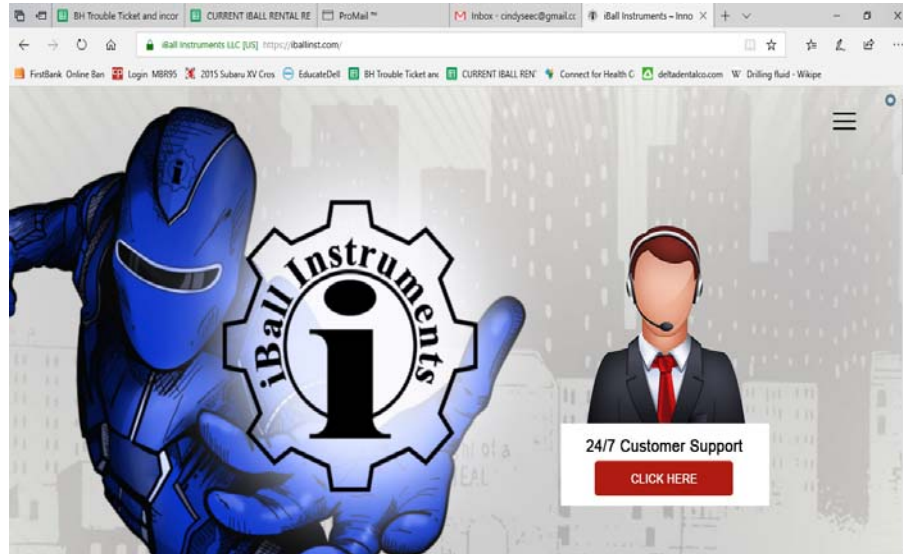 BH Trouble Ticket and incor
CURRENT IBALL RENTAL RE
ProMail ™
Inbox - cindyseec@gmail.cc
iBall Instruments – Inno
iBall Instruments LLC [US] https://iballinst.com/
FirstBank Online Ban
Login MBR95
2015 Subaru XV Cros
EducateDell
BH Trouble Ticket anc
CURRENT IBALL REN'
Connect for Health C
deltadentalco.com
W Drilling fluid - Wikipe
iBall Instruments
i
24/7 Customer Support
CLICK HERE